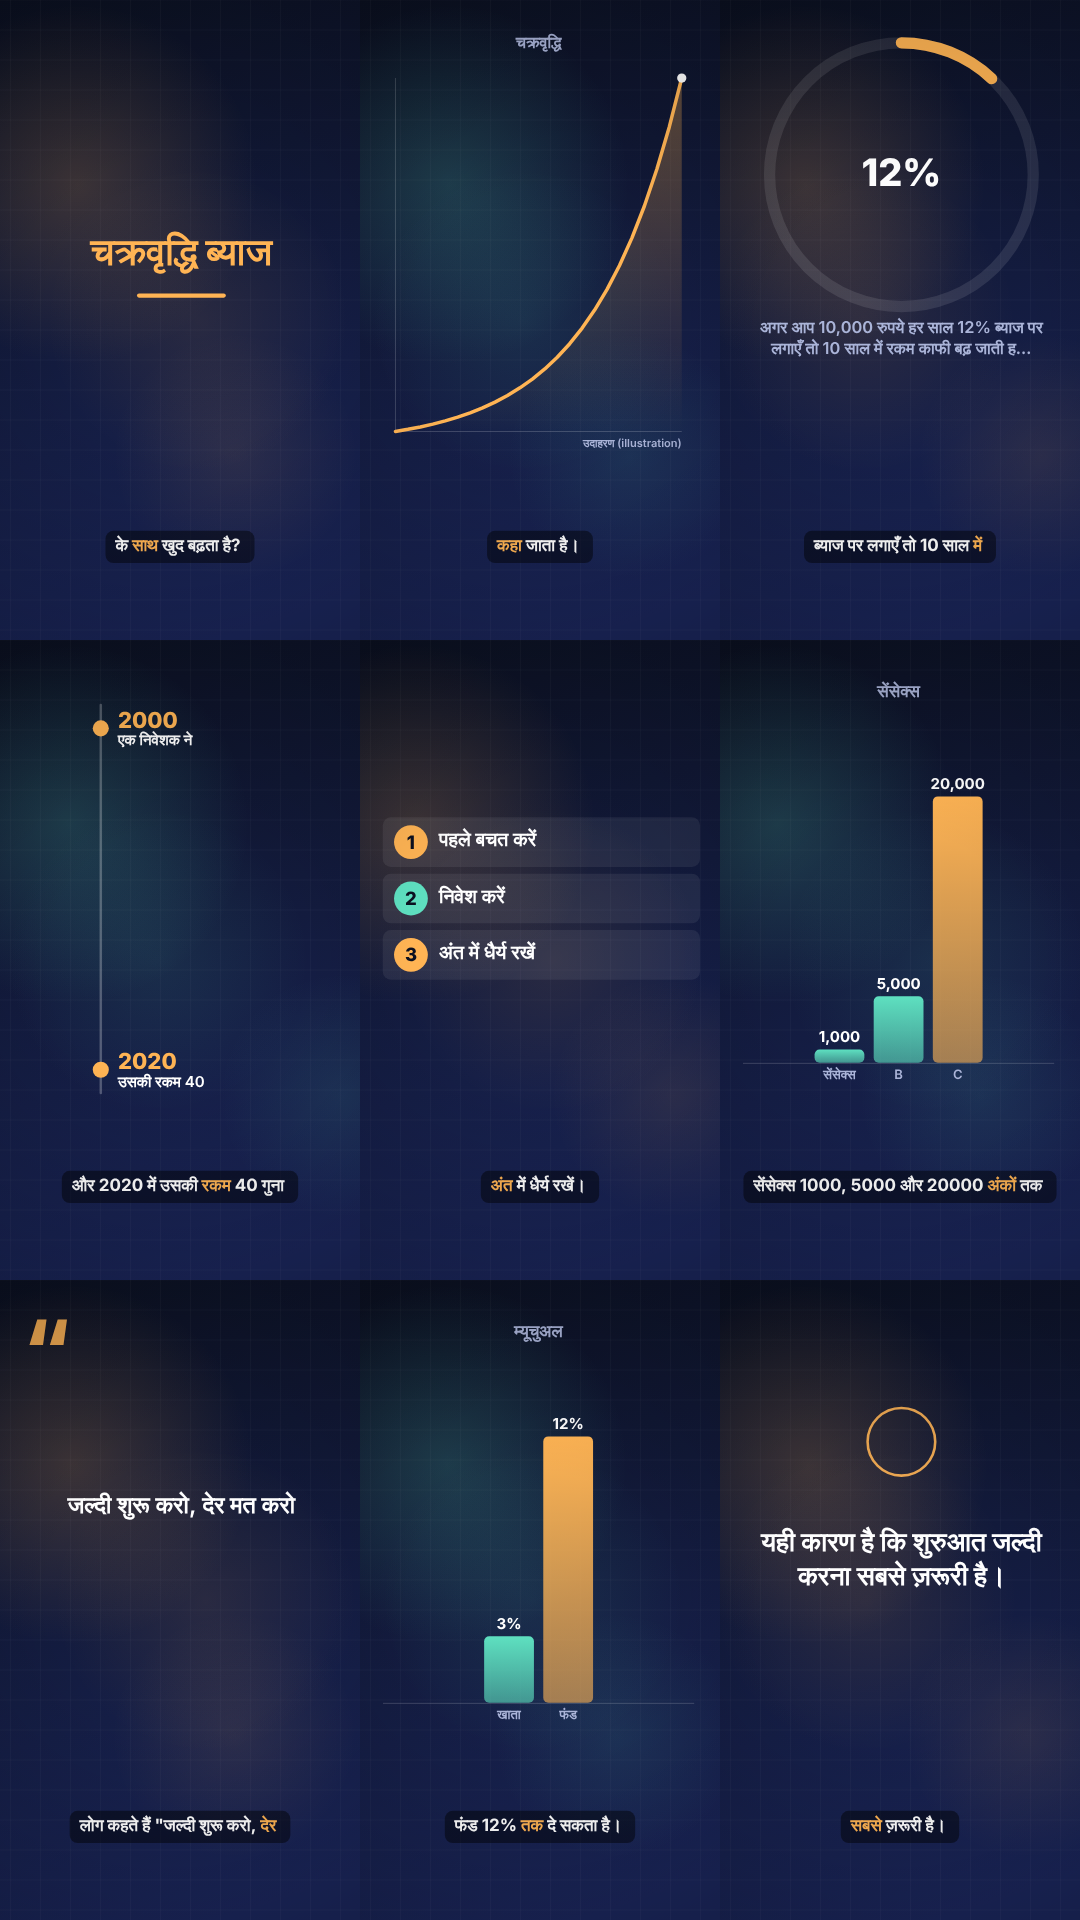 चक्रवृद्धि ब्याज
के साथ खुद बढ़ता है?
चक्रवृद्धि
उदाहरण (illustration)
कहा जाता है।
12%
अगर आप 10,000 रुपये हर साल 12% ब्याज पर
लगाएँ तो 10 साल में रकम काफी बढ़ जाती ह...
ब्याज पर लगाएँ तो 10 साल में
2000
एक निवेशक ने
2020
उसकी रकम 40
और 2020 में उसकी रकम 40 गुना
1 पहले बचत करें
2 निवेश करें
3 अंत में धैर्य रखें
अंत में धैर्य रखें।
सेंसेक्स
20,000
5,000
1,000
सेंसेक्स B C
सेंसेक्स 1000, 5000 और 20000 अंकों तक
“
जल्दी शुरू करो, देर मत करो
लोग कहते हैं "जल्दी शुरू करो, देर
म्यूचुअल
12%
3%
खाता फंड
फंड 12% तक दे सकता है।
यही कारण है कि शुरुआत जल्दी
करना सबसे ज़रूरी है।
सबसे ज़रूरी है।